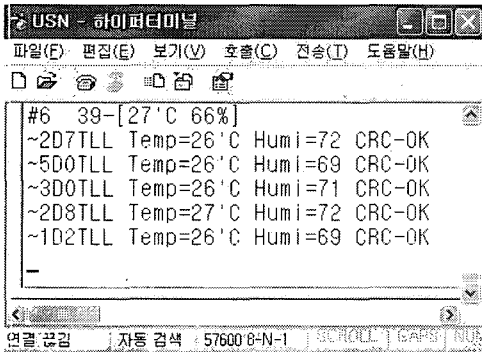 USN - 하이퍼터미널
파일(F) 편집(E) 보기(V) 호출(C) 전송(T) 도움말(H)
#6 39-[27'C 66%]
~2D7TLL Temp=26'C Humi=72 CRC-OK
~5D0TLL Temp=26'C Humi=69 CRC-OK
~3D0TLL Temp=26'C Humi=71 CRC-OK
~2D8TLL Temp=27'C Humi=72 CRC-OK
~1D2TLL Temp=26'C Humi=69 CRC-OK
연결 끊김 자동 검색 57600 8-N-1 SCROLL CAPS NUM